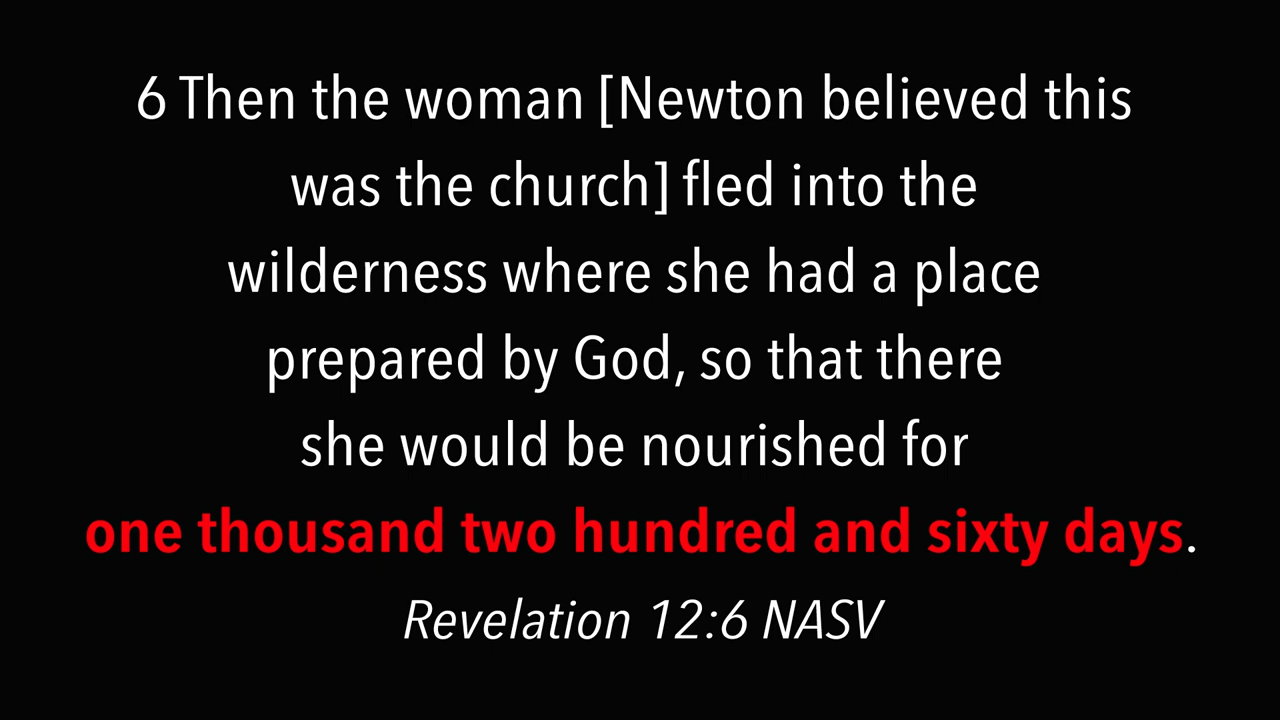 6 Then the woman [Newton believed this
was the church] fled into the
wilderness where she had a place
prepared by God, so that there
she would be nourished for
one thousand two hundred and sixty days.
Revelation 12:6 NASV